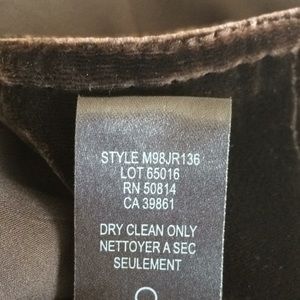 STYLE M98JR136
LOT 65016
RN 50814
CA 39861
DRY CLEAN ONLY
NETTOYER A SEC
SEULEMENT